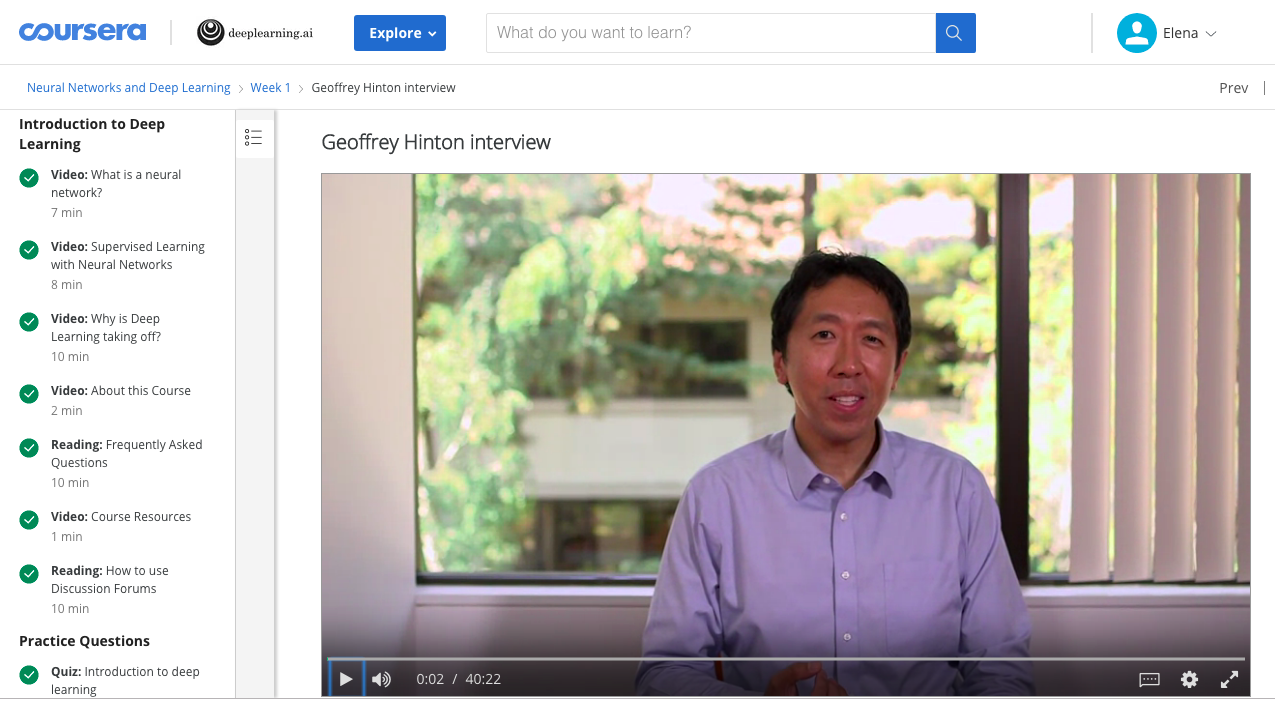 coursera
deeplearning.ai
Explore
What do you want to learn?
Elena
Neural Networks and Deep Learning
Week 1
Geoffrey Hinton interview
Prev
Introduction to Deep
Learning
Video: What is a neural
network?
7 min
Video: Supervised Learning
with Neural Networks
8 min
Video: Why is Deep
Learning taking off?
10 min
Video: About this Course
2 min
Reading: Frequently Asked
Questions
10 min
Video: Course Resources
1 min
Reading: How to use
Discussion Forums
10 min
Practice Questions
Quiz: Introduction to deep
learning
Geoffrey Hinton interview
0:02 / 40:22